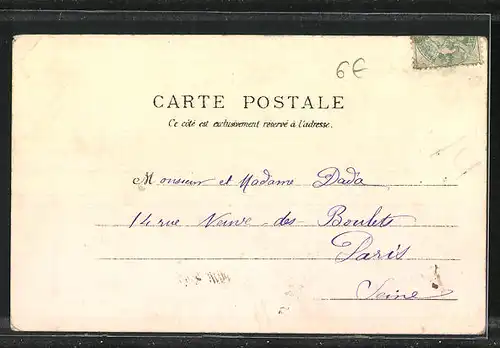 6€
CARTE POSTALE
Ce côté est exclusivement réservé à l'adresse.
Monsieur et Madame Dada
14 rue Neuve-des Boulets
Paris
Seine